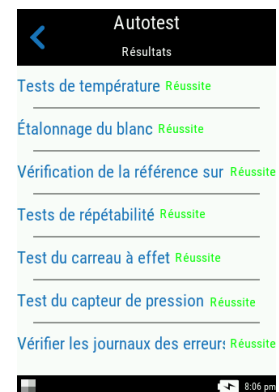 Autotest
Résultats
Tests de température Réussite
Étalonnage du blanc Réussite
Vérification de la référence sur Réussite
Tests de répétabilité Réussite
Test du carreau à effet Réussite
Test du capteur de pression Réussite
Vérifier les journaux des erreurs Réussite
8:06 pm